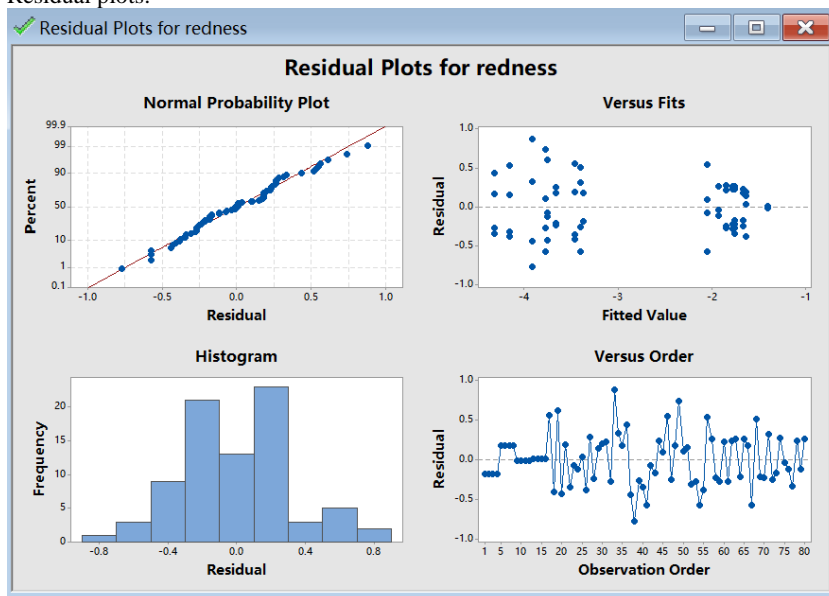 Residual plots:
Residual Plots for redness
Residual Plots for redness
Normal Probability Plot
99.9
99
90
50
10
1
0.1
Percent
-1.0 -0.5 0.0 0.5 1.0
Residual
Versus Fits
1.0
0.5
0.0
-0.5
-1.0
Residual
-4 -3 -2 -1
Fitted Value
Histogram
20
15
10
5
0
Frequency
-0.8 -0.4 0.0 0.4 0.8
Residual
Versus Order
1.0
0.5
0.0
-0.5
-1.0
Residual
1 5 10 15 20 25 30 35 40 45 50 55 60 65 70 75 80
Observation Order